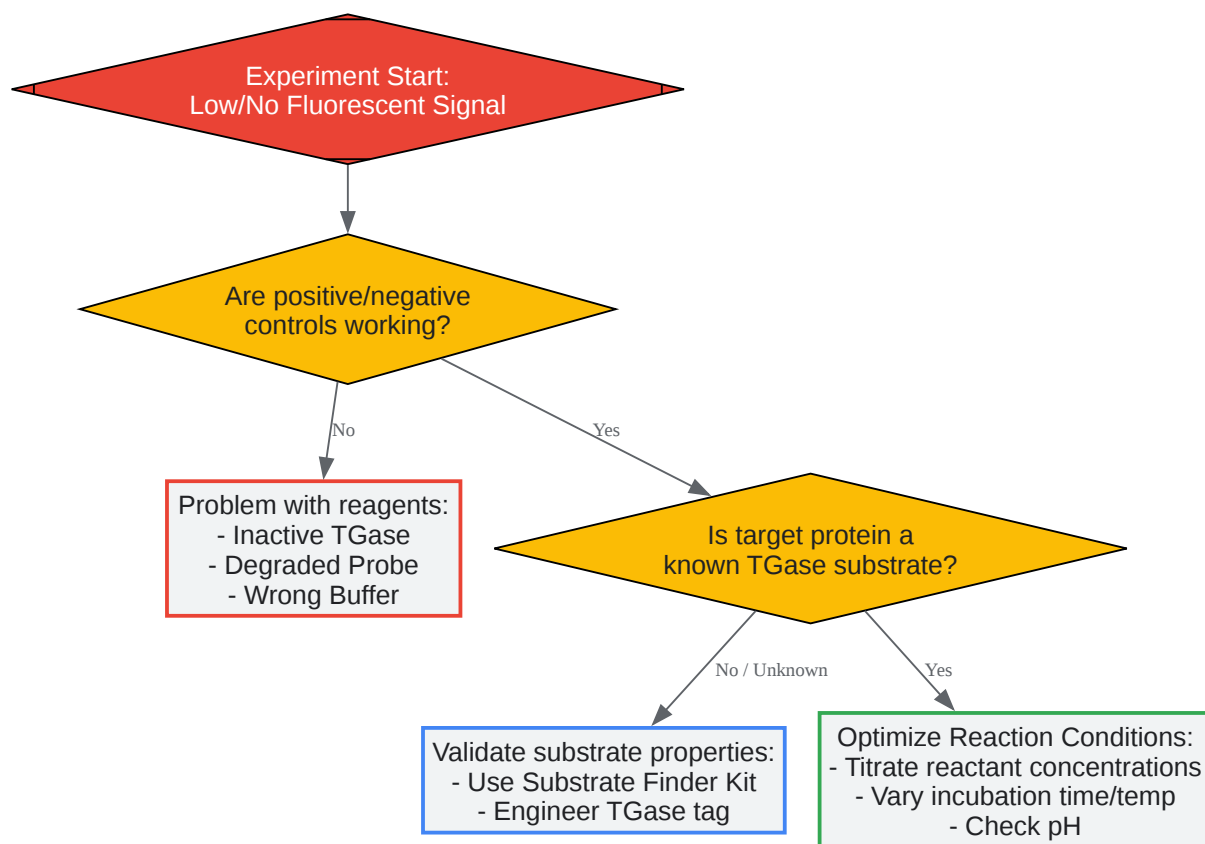 Experiment Start:
Low/No Fluorescent Signal
Are positive/negative
controls working?
No
Yes
Problem with reagents:
- Inactive TGase
- Degraded Probe
- Wrong Buffer
Is target protein a
known TGase substrate?
No / Unknown
Yes
Validate substrate properties:
- Use Substrate Finder Kit
- Engineer TGase tag
Optimize Reaction Conditions:
- Titrate reactant concentrations
- Vary incubation time/temp
- Check pH